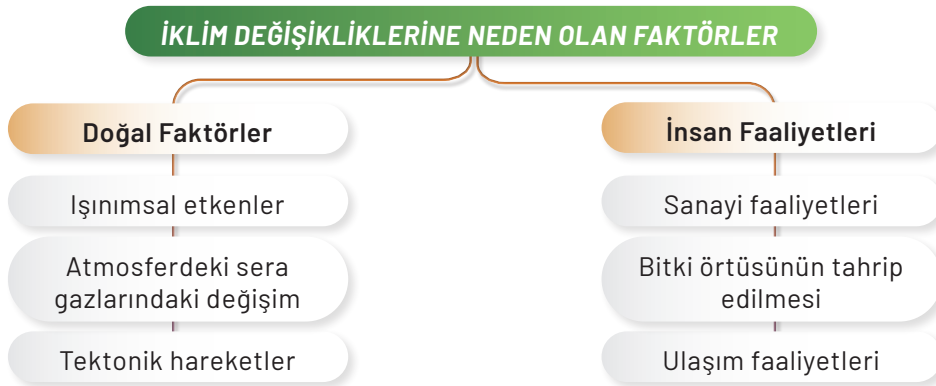 İKLİM DEĞİŞİKLİKLERİNE NEDEN OLAN FAKTÖRLER
Doğal Faktörler
Işınımsal etkenler
Atmosferdeki sera
gazlarındaki değişim
Tektonik hareketler
İnsan Faaliyetleri
Sanayi faaliyetleri
Bitki örtüsünün tahrip
edilmesi
Ulaşım faaliyetleri